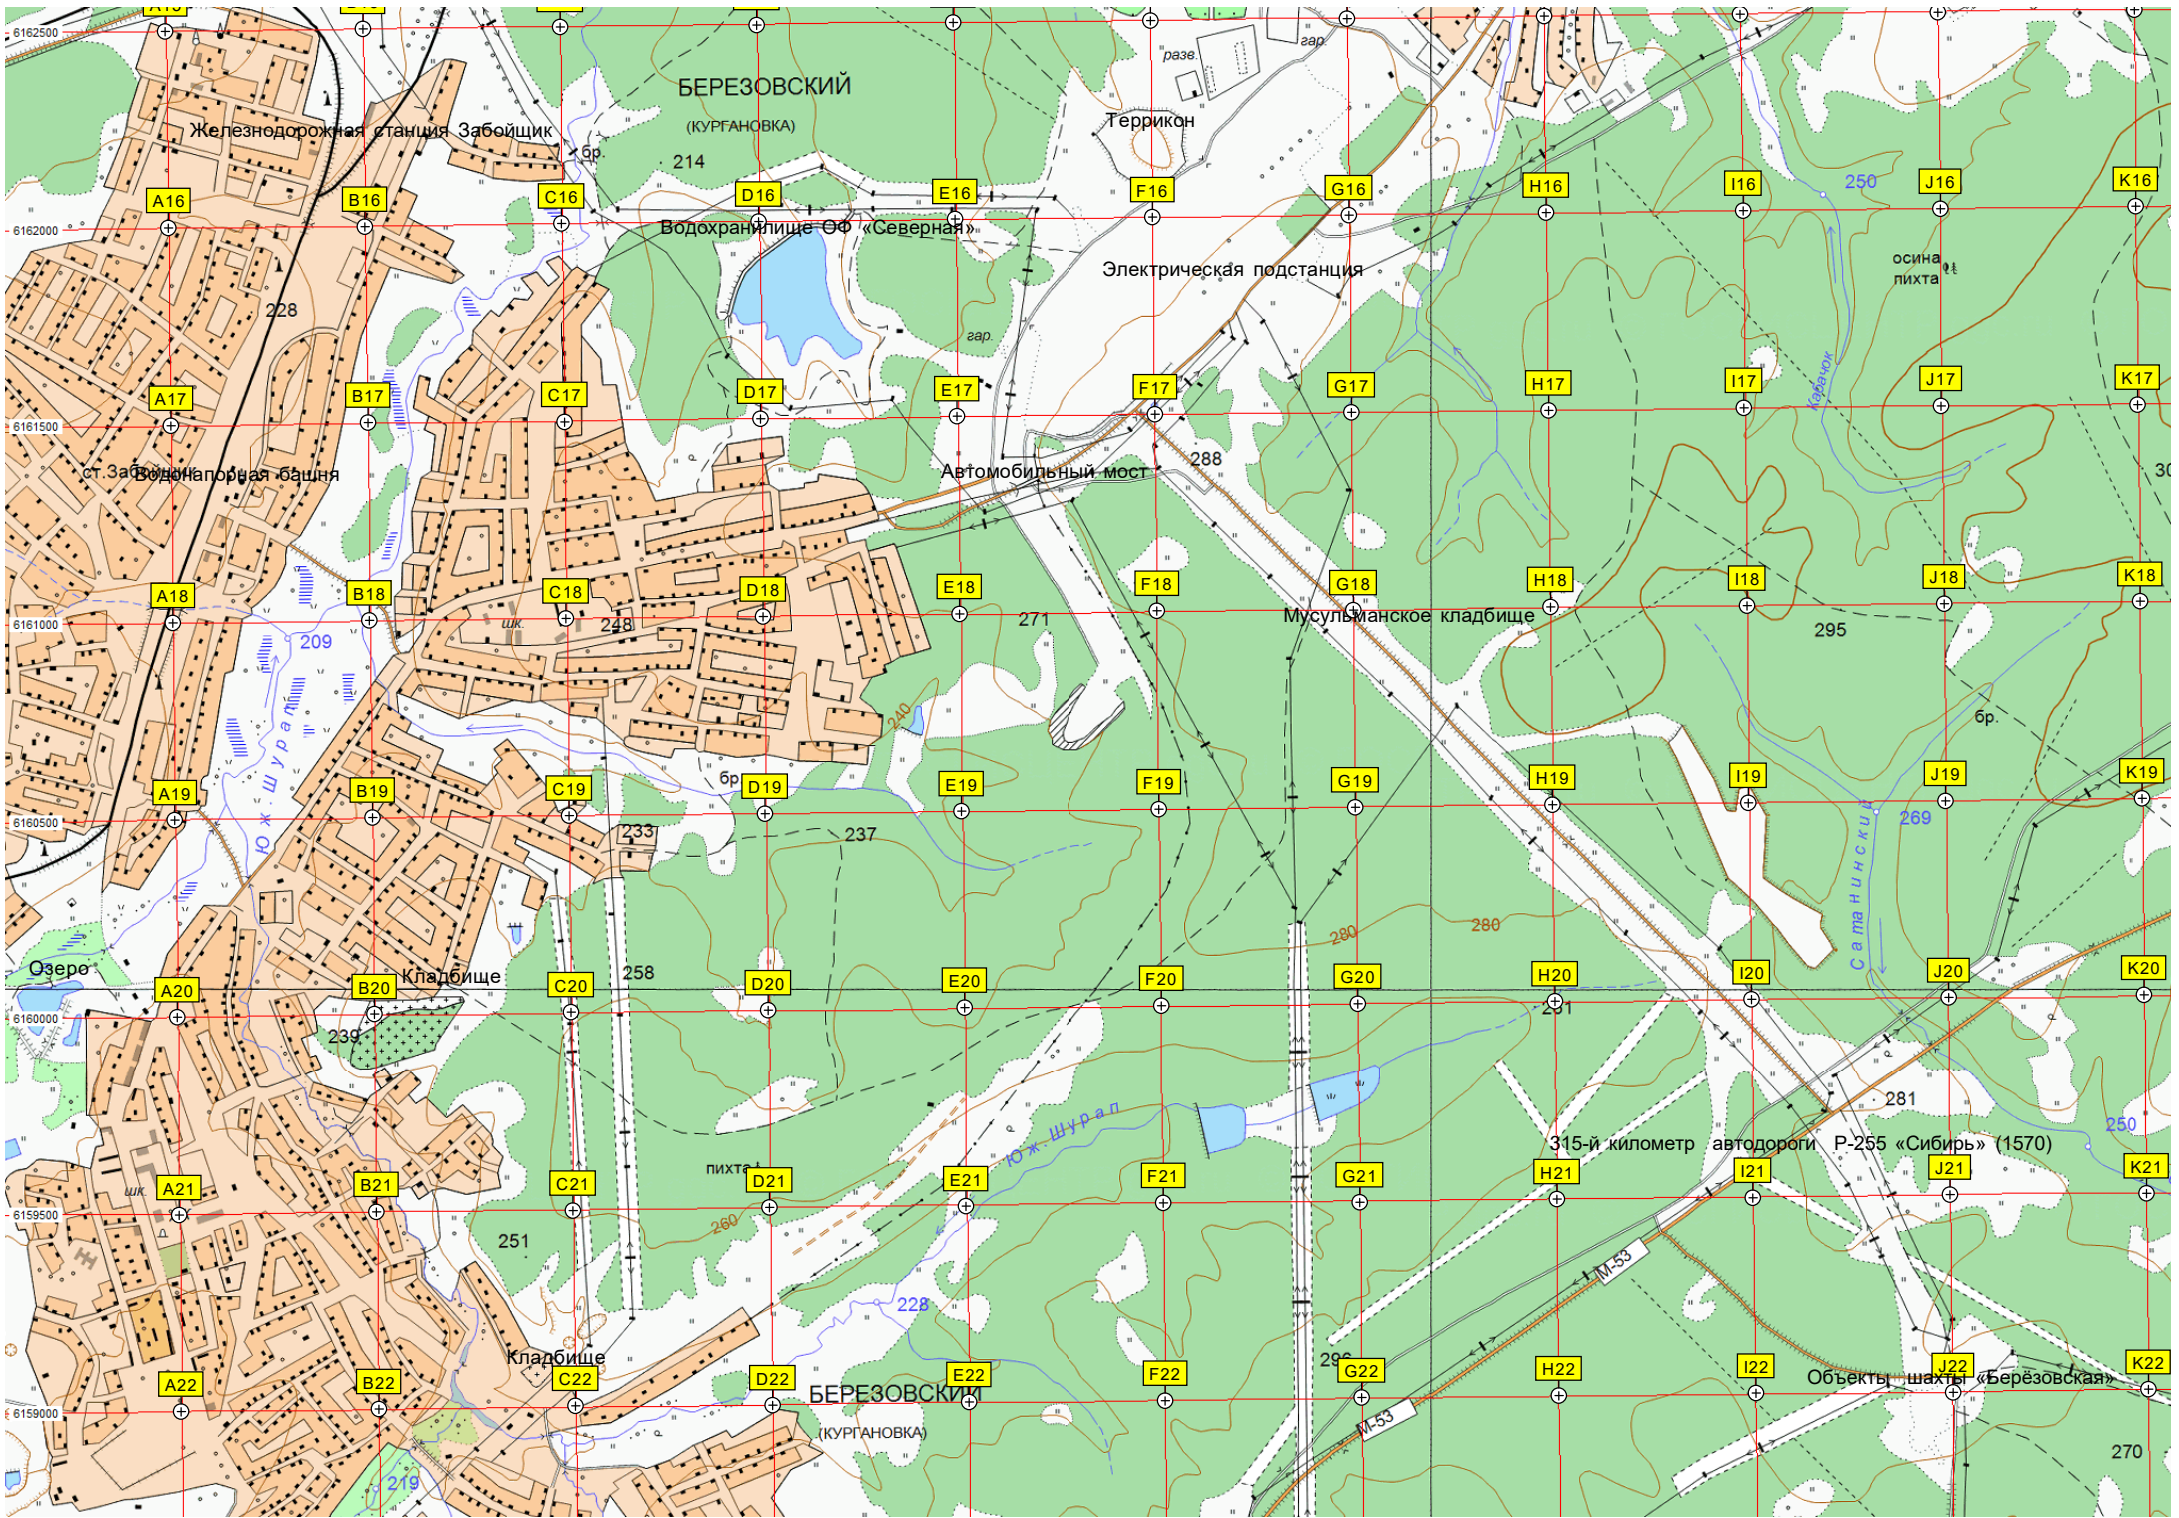 6162500
разв.
гар.
БЕРЕЗОВСКИЙ
(КУРГАНОВКА)
Террикон
Железнодорожная станция Забойщик
бр.
214
A16
B16
C16
D16
E16
F16
G16
H16
I16
250
J16
K16
6162000
Водохранилище ОФ «Северная»
Электрическая подстанция
осина
пихта
228
гар.
Карачок
A17
B17
C17
D17
E17
F17
G17
H17
I17
J17
K17
6161500
ст.Забойщик
Водонапорная башня
Автомобильный мост
288
A18
B18
C18
D18
E18
F18
G18
H18
I18
J18
K18
6161000
209
шк.
248
271
Мусульманское кладбище
295
240
бр.
Юж. Шурап
бр.
A19
B19
C19
D19
E19
F19
G19
H19
I19
J19
K19
6160500
233
237
269
Сатанинский
280
280
Озеро
Кладбище
258
A20
B20
C20
D20
E20
F20
G20
H20
I20
J20
K20
6160000
239
281
Юж. Шурап
250
315-й километр автодороги Р-255 «Сибирь» (1570)
пихта
шк.
A21
B21
C21
D21
E21
F21
G21
H21
I21
J21
K21
6159500
260
251
М-53
228
Кладбище
A22
B22
C22
D22
E22
F22
G22
H22
I22
J22
K22
Объекты шахты «Берёзовская»
БЕРЕЗОВСКИЙ
6159000
М-53
(КУРГАНОВКА)
270
219